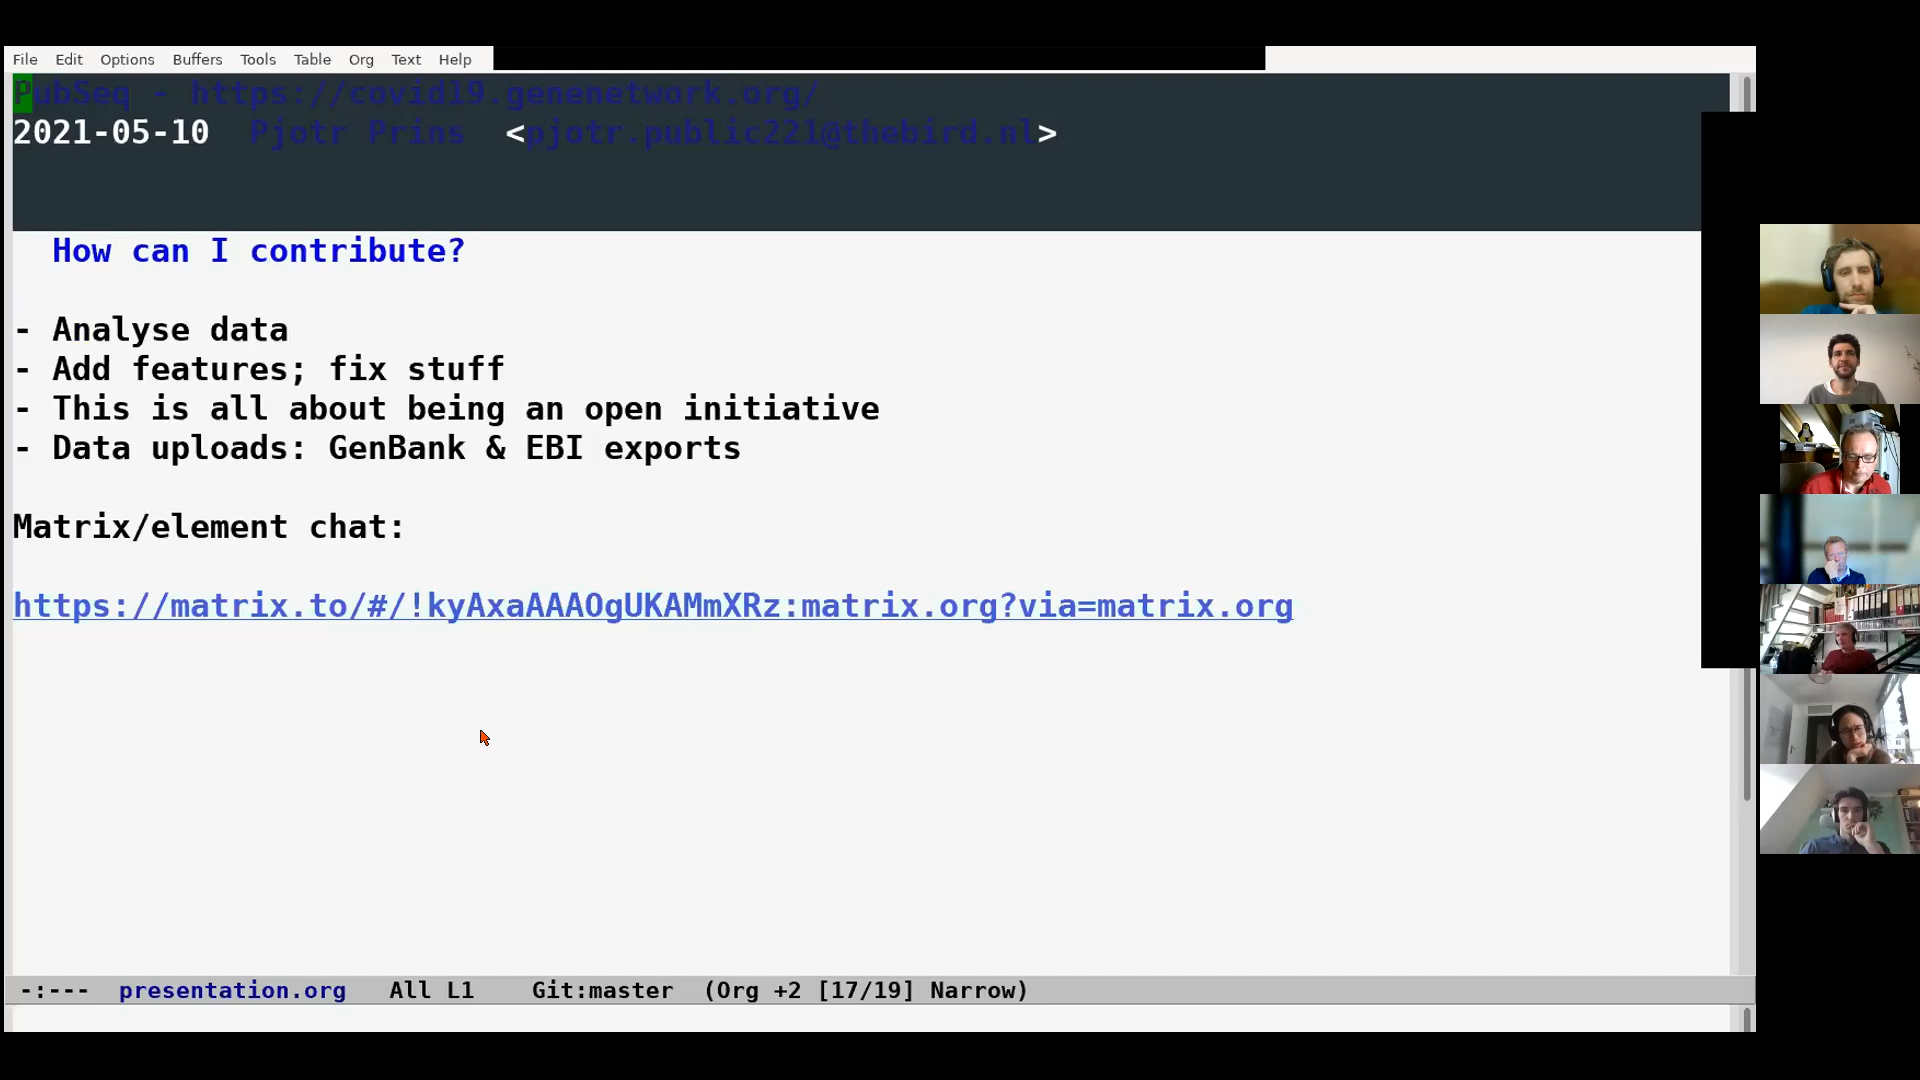 File Edit Options Buffers Tools Table Org Text Help
PubSeq - https://covid19.genenetwork.org/
2021-05-10 Pjotr Prins <pjotr.public221@thebird.nl>
How can I contribute?
- Analyse data
- Add features; fix stuff
- This is all about being an open initiative
- Data uploads: GenBank & EBI exports
Matrix/element chat:
https://matrix.to/#/!kyAxaAAAOgUKAMmXRz:matrix.org?via=matrix.org
-:--- presentation.org All L1 Git:master (Org +2 [17/19] Narrow)